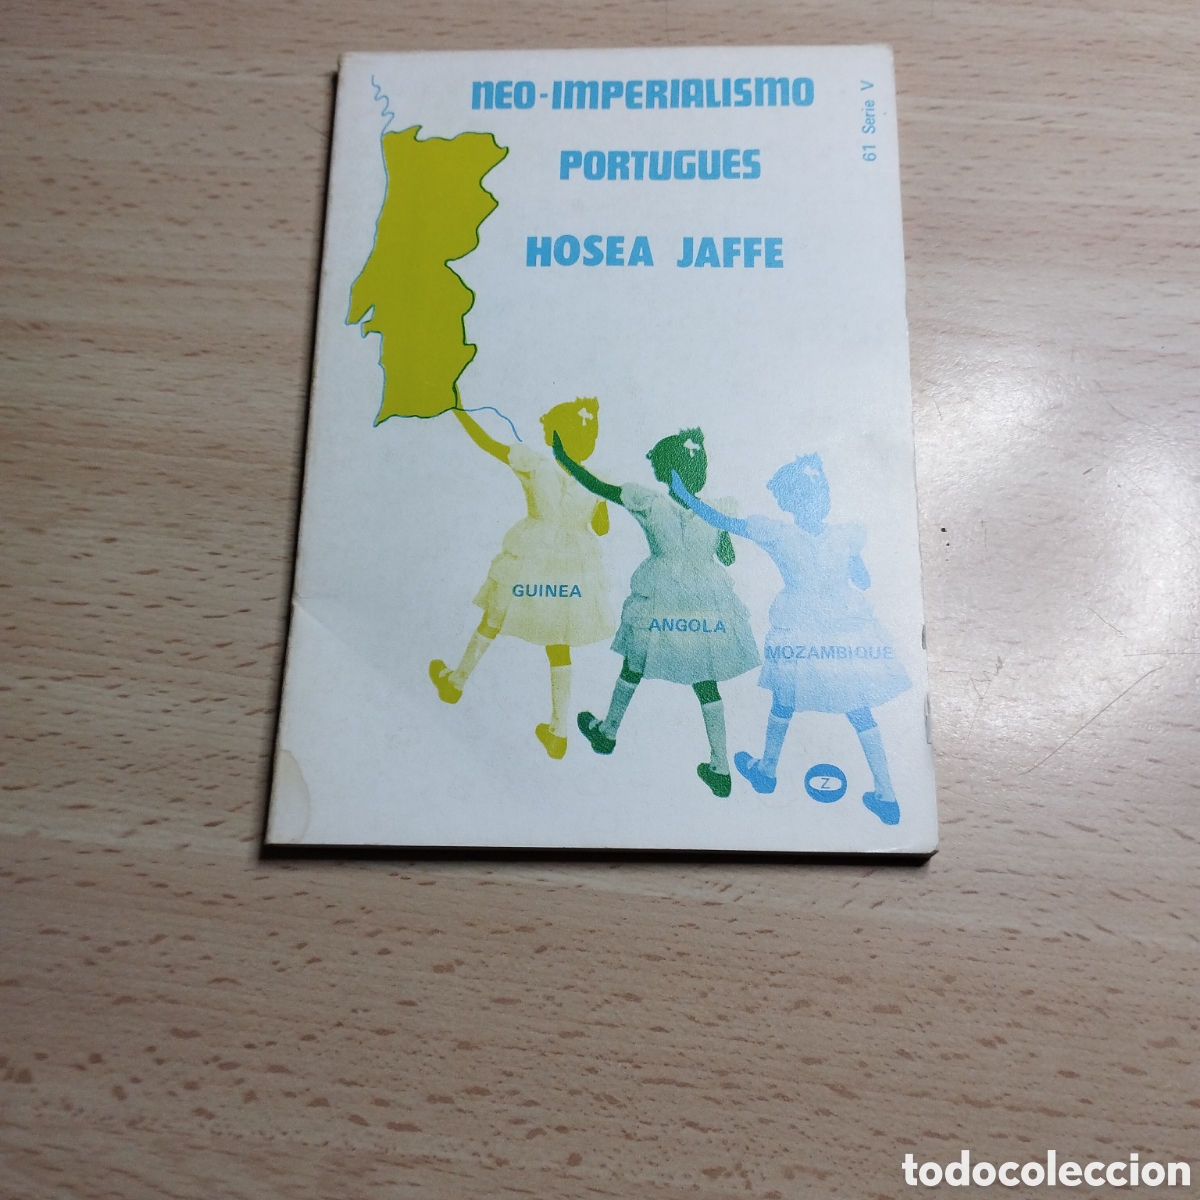 NEO-IMPERIALISMO
PORTUGUES
HOSEA JAFFE
61 Serie V
GUINEA
ANGOLA
MOZAMBIQUE
Z
todocoleccion